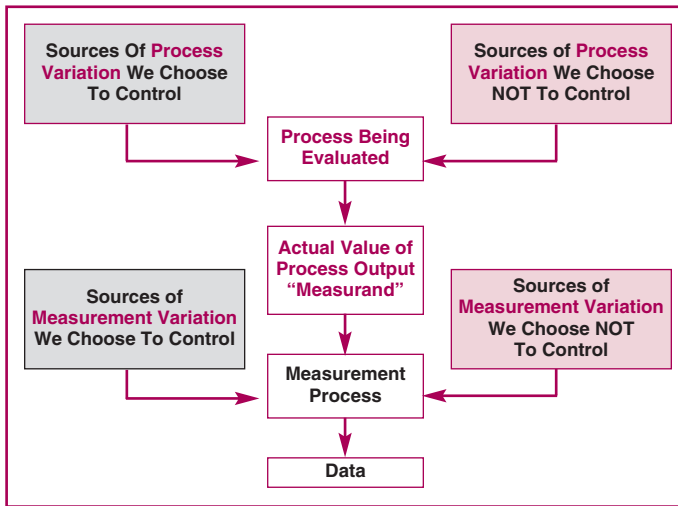 Sources Of Process
Variation We Choose
To Control
Sources of Process
Variation We Choose
NOT To Control
Process Being
Evaluated
Actual Value of
Process Output
“Measurand”
Sources of
Measurement Variation
We Choose To Control
Sources of
Measurement Variation
We Choose NOT
To Control
Measurement
Process
Data